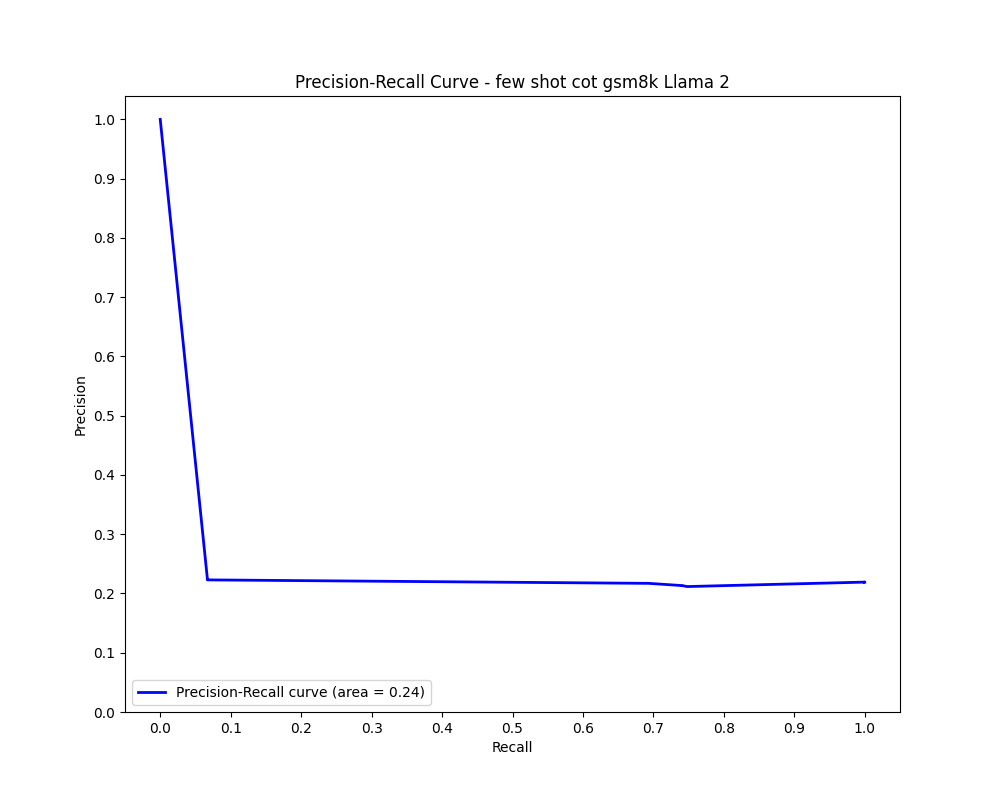 Precision-Recall Curve - few shot cot gsm8k Llama 2
1.0
0.9
0.8
0.7
0.6
0.5
0.4
0.3
0.2
0.1
0.0
Precision
Precision-Recall curve (area = 0.24)
0.0 0.1 0.2 0.3 0.4 0.5 0.6 0.7 0.8 0.9 1.0
Recall